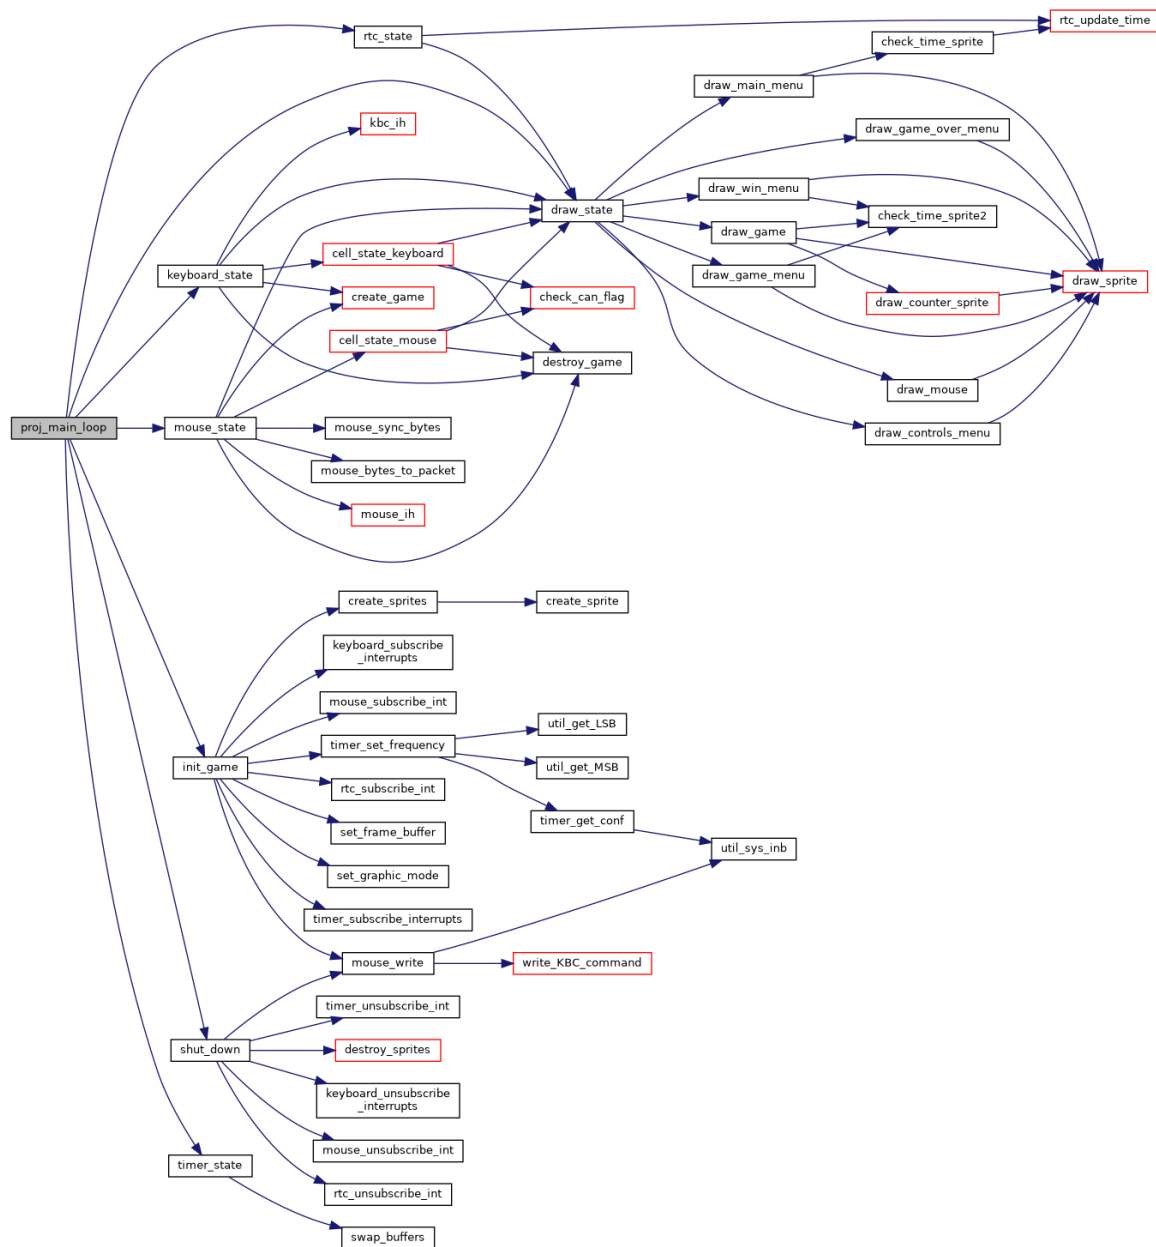 rtc_update_time
rtc_state
check_time_sprite
draw_main_menu
kbc_ih
draw_game_over_menu
draw_win_menu
draw_state
check_time_sprite2
draw_game
cell_state_keyboard
keyboard_state
draw_game_menu
draw_sprite
create_game
check_can_flag
draw_counter_sprite
cell_state_mouse
destroy_game
draw_mouse
proj_main_loop
mouse_state
mouse_sync_bytes
draw_controls_menu
mouse_bytes_to_packet
mouse_ih
create_sprites
create_sprite
keyboard_subscribe
_interrupts
mouse_subscribe_int
util_get_LSB
timer_set_frequency
init_game
util_get_MSB
rtc_subscribe_int
timer_get_conf
set_frame_buffer
util_sys_inb
set_graphic_mode
timer_subscribe_interrupts
mouse_write
write_KBC_command
timer_unsubscribe_int
shut_down
destroy_sprites
keyboard_unsubscribe
_interrupts
mouse_unsubscribe_int
timer_state
rtc_unsubscribe_int
swap_buffers